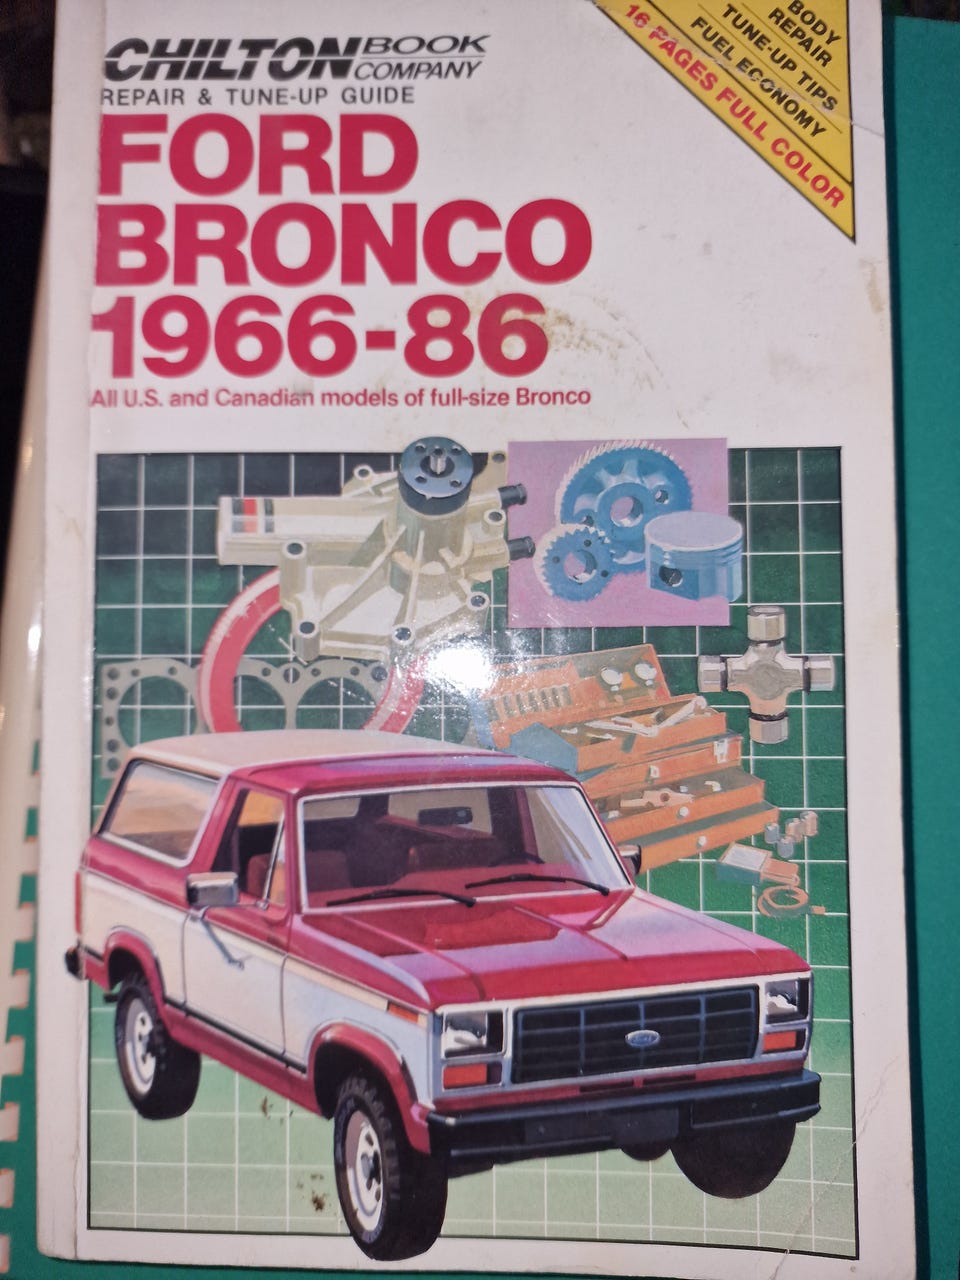 CHILTON BOOK COMPANY
REPAIR & TUNE-UP GUIDE
FORD
BRONCO
1966-86
All U.S. and Canadian models of full-size Bronco
BODY
REPAIR
TUNE-UP TIPS
FUEL ECONOMY
16 PAGES FULL COLOR
Ford